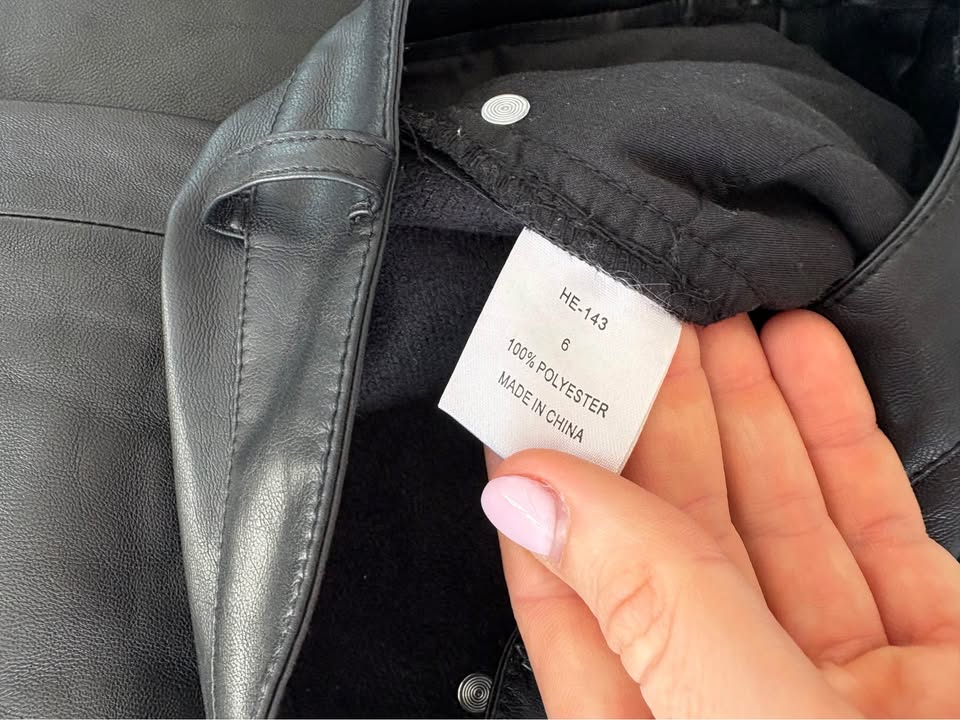 HE-143
6
100% POLYESTER
MADE IN CHINA